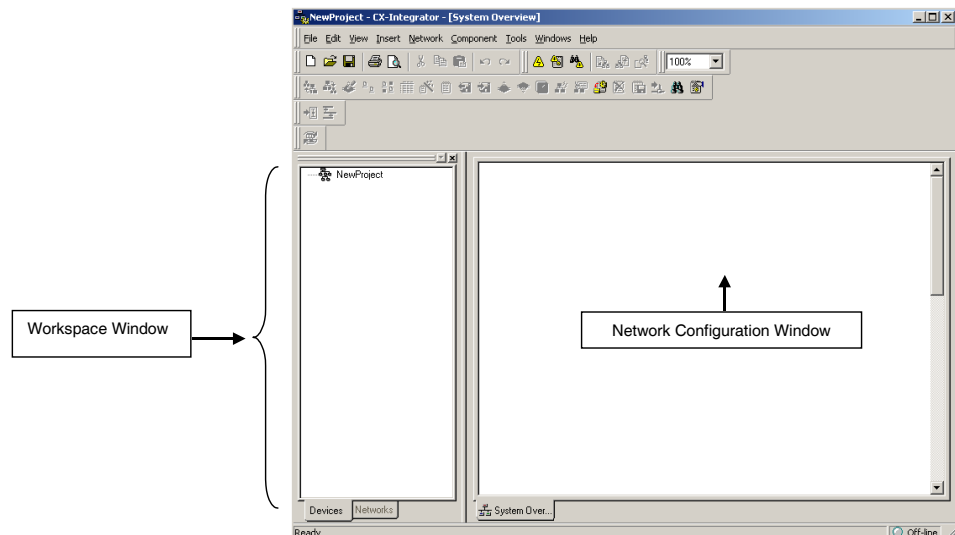 NewProject - CX-Integrator - [System Overview]
File Edit View Insert Network Component Tools Windows Help
100%
NewProject
Workspace Window
Network Configuration Window
Devices Networks
System Over...
Ready
Off-line